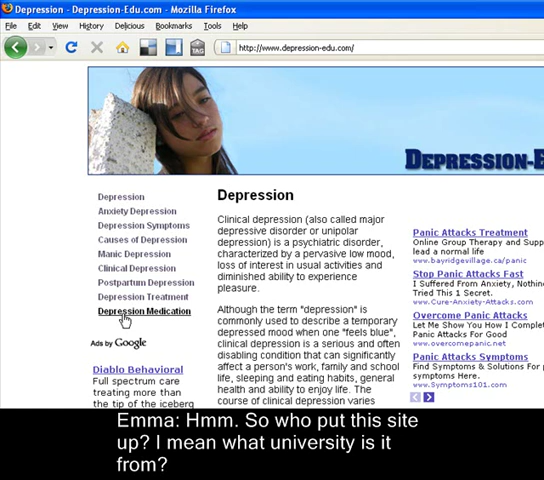 Depression - Depression-Edu.com - Mozilla Firefox
File Edit View History Delicious Bookmarks Tools Help
TAG http://www.depression-edu.com/
DEPRESSION-E
Depression
Anxiety Depression
Depression Symptoms
Causes of Depression
Manic Depression
Clinical Depression
Postpartum Depression
Depression Treatment
Depression Medication
Ads by Google
Diablo Behavioral
Full spectrum care
treating more than
the tip of the iceberg
Depression
Clinical depression (also called major
depressive disorder or unipolar
depression) is a psychiatric disorder,
characterized by a pervasive low mood,
loss of interest in usual activities and
diminished ability to experience
pleasure.
Although the term "depression" is
commonly used to describe a temporary
depressed mood when one "feels blue",
clinical depression is a serious and often
disabling condition that can significantly
affect a person's work, family and school
life, sleeping and eating habits, general
health and ability to enjoy life. The
course of clinical depression varies
Panic Attacks Treatment
Online Group Therapy and Supp
lead a normal life
www.bayridgevillage.ca/panic
Stop Panic Attacks Fast
I Suffered From Anxiety, Nothin
Tried This 1 Secret.
www.Cure-Anxiety-Attacks.com
Overcome Panic Attacks
Let Me Show You How I Complet
Panic Attacks For Good
www.overcomepanic.net
Panic Attacks Symptoms
Find Symptoms & Solutions For p
symptoms Here.
www.Symptoms101.com
Emma: Hmm. So who put this site
up? I mean what university is it
from?